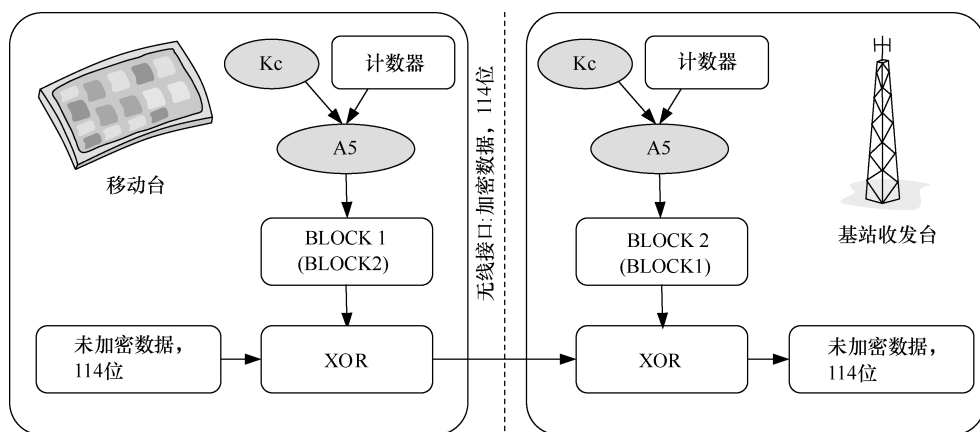 Kc
计数器
A5
移动台
BLOCK 1
(BLOCK2)
未加密数据,
114位
XOR
无线接口:加密数据, 114位
Kc
计数器
A5
基站收发台
BLOCK 2
(BLOCK1)
XOR
未加密数据,
114位